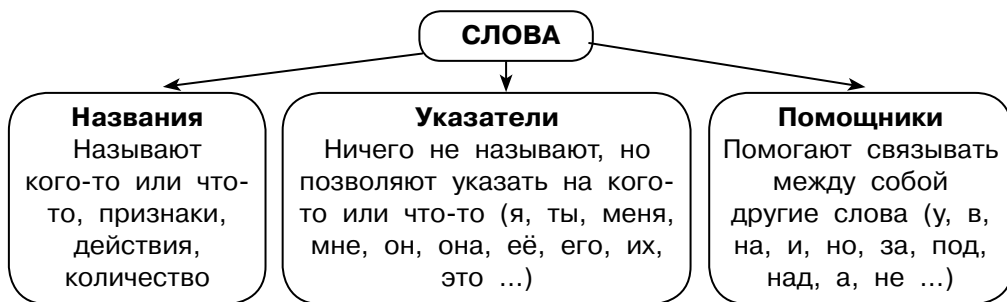 СЛОВА
Названия
Называют
кого-то или что-
то, признаки,
действия,
количество
Указатели
Ничего не называют, но
позволяют указать на кого-
то или что-то (я, ты, меня,
мне, он, она, её, его, их,
это ...)
Помощники
Помогают связывать
между собой
другие слова (у, в,
на, и, но, за, под,
над, а, не ...)